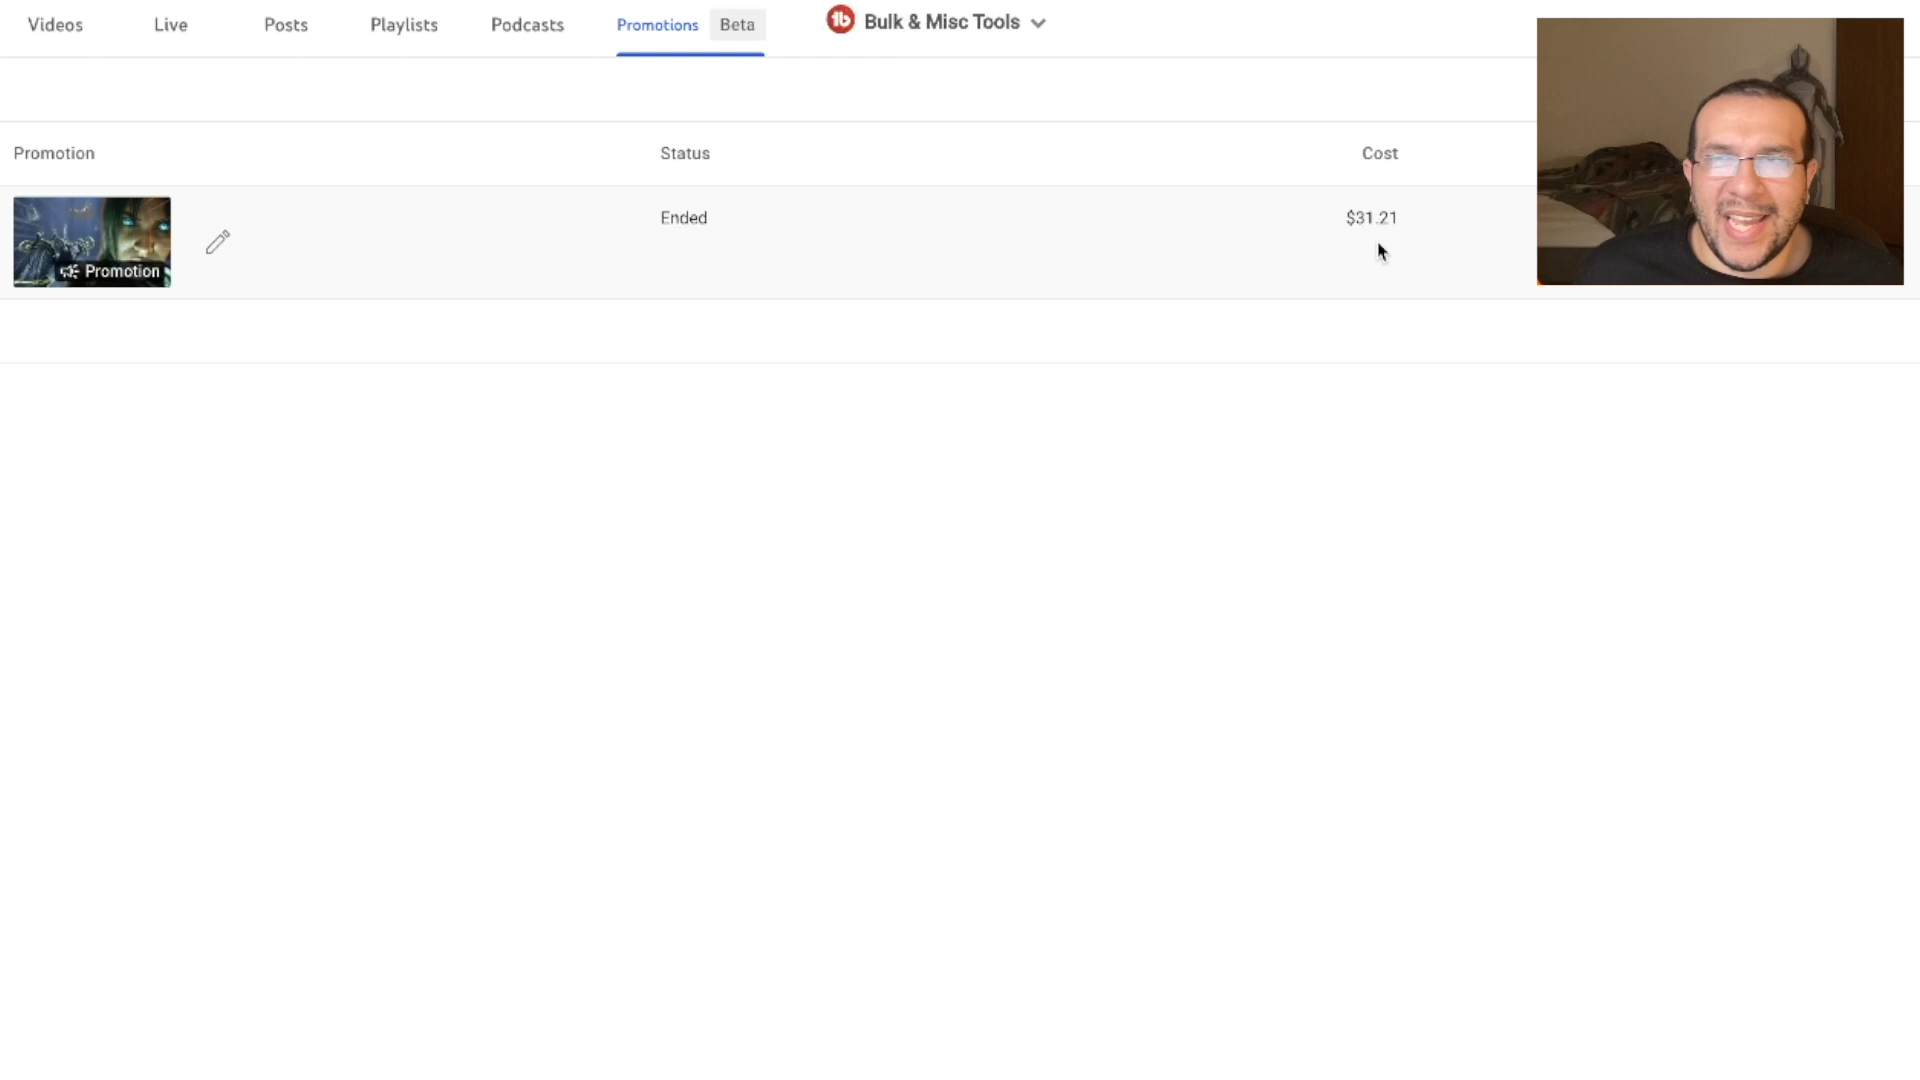 Videos Live Posts Playlists Podcasts Promotions Beta Bulk & Misc Tools
Promotion Status Cost
Ended $31.21
Promotion